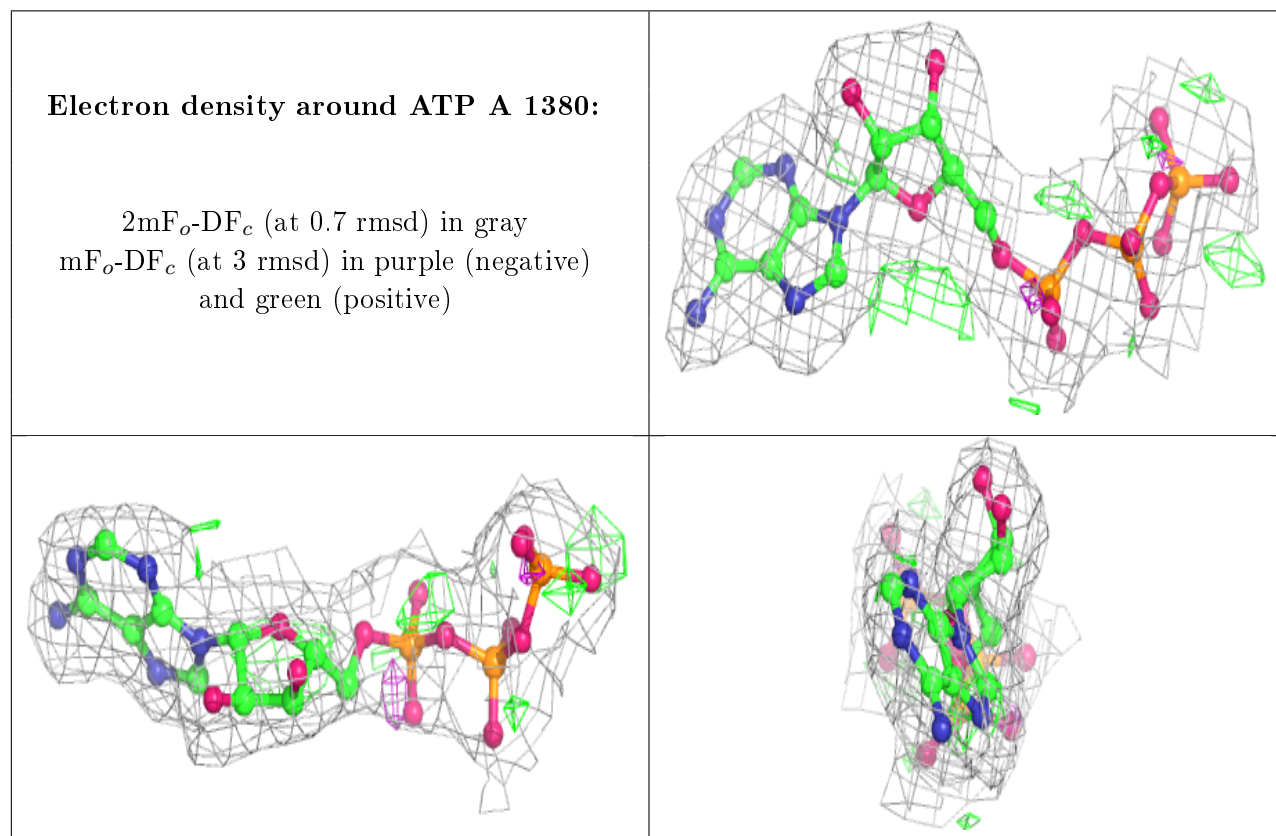 Electron density around ATP A 1380:
2mFₒ-DF𝒸 (at 0.7 rmsd) in gray
mFₒ-DF𝒸 (at 3 rmsd) in purple (negative)
and green (positive)